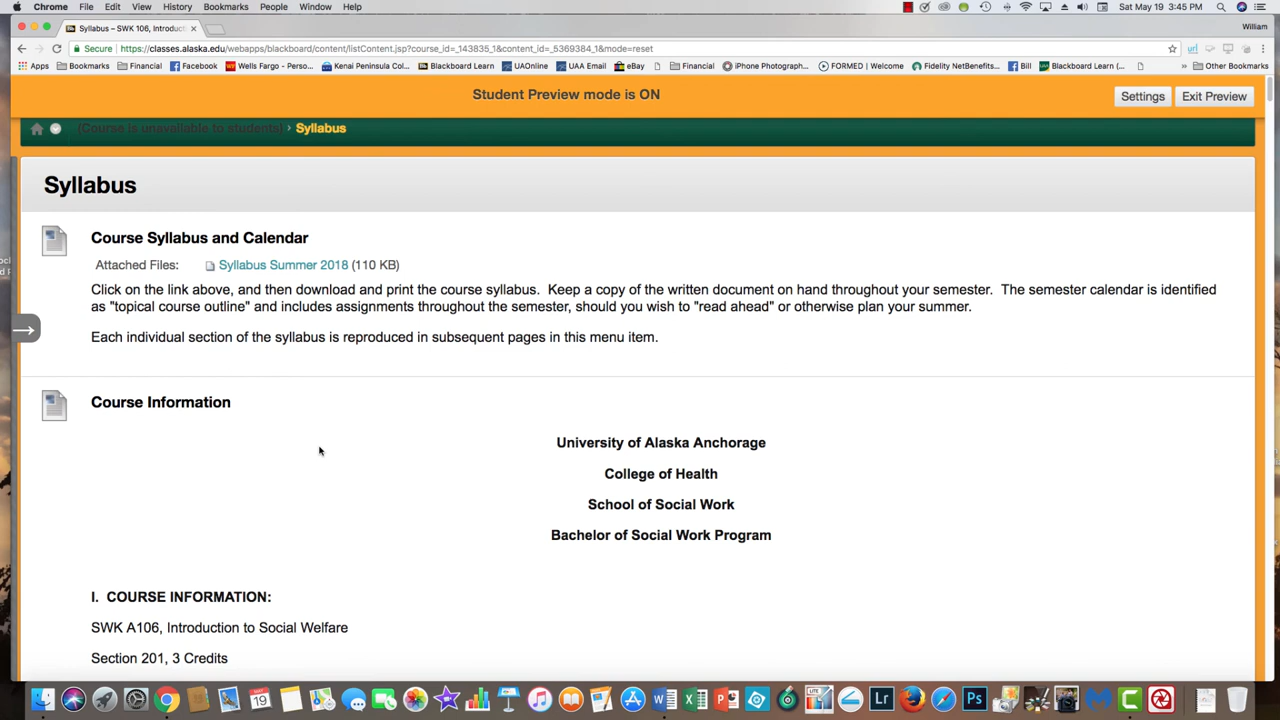 Chrome File Edit View History Bookmarks People Window Help Sat May 19 3:45 PM
Syllabus – SWK 106, Introduct William
Secure https://classes.alaska.edu/webapps/blackboard/content/listContent.jsp?course_id=_143835_1&content_id=_5369384_1&mode=reset
Apps Bookmarks Financial Facebook Wells Fargo - Perso... Kenai Peninsula Col... Blackboard Learn UAOnline UAA Email eBay Financial iPhone Photograph... FORMED | Welcome Fidelity NetBenefits... Bill Blackboard Learn ( » Other Bookmarks
Student Preview mode is ON Settings Exit Preview
(Course is unavailable to students) › Syllabus
Syllabus
Course Syllabus and Calendar
Attached Files: Syllabus Summer 2018 (110 KB)
Click on the link above, and then download and print the course syllabus. Keep a copy of the written document on hand throughout your semester. The semester calendar is identified
as "topical course outline" and includes assignments throughout the semester, should you wish to "read ahead" or otherwise plan your summer.
Each individual section of the syllabus is reproduced in subsequent pages in this menu item.
Course Information
University of Alaska Anchorage
College of Health
School of Social Work
Bachelor of Social Work Program
I. COURSE INFORMATION:
SWK A106, Introduction to Social Welfare
Section 201, 3 Credits